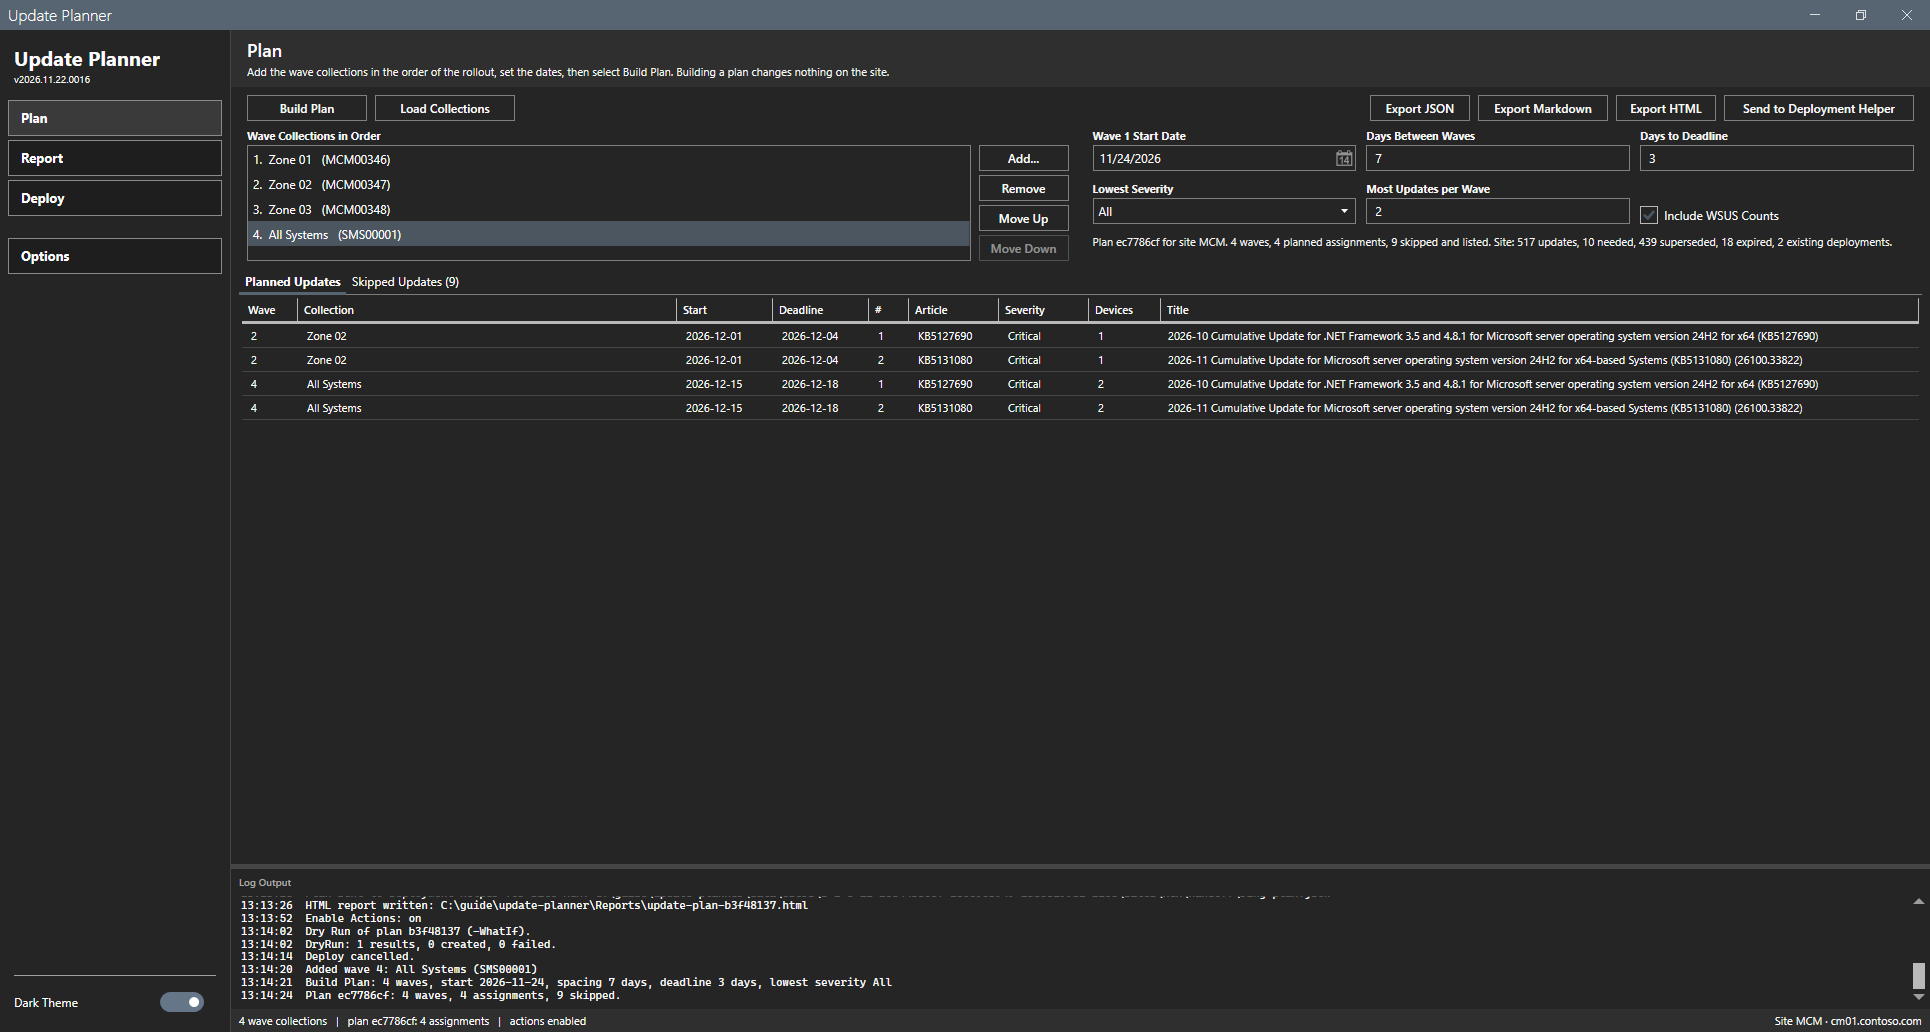 Update Planner
Update Planner
v2026.11.22.0016
Plan
Report
Deploy
Options
Dark Theme
Plan
Add the wave collections in the order of the rollout, set the dates, then select Build Plan. Building a plan changes nothing on the site.
Build Plan Load Collections Export JSON Export Markdown Export HTML Send to Deployment Helper
Wave Collections in Order
1. Zone 01 (MCM00346)
2. Zone 02 (MCM00347)
3. Zone 03 (MCM00348)
4. All Systems (SMS00001)
Add...
Remove
Move Up
Move Down
Wave 1 Start Date Days Between Waves Days to Deadline
11/24/2026 14 7 3
Lowest Severity Most Updates per Wave
All 2 Include WSUS Counts
Plan ec7786cf for site MCM. 4 waves, 4 planned assignments, 9 skipped and listed. Site: 517 updates, 10 needed, 439 superseded, 18 expired, 2 existing deployments.
Planned Updates Skipped Updates (9)
Wave Collection Start Deadline # Article Severity Devices Title
2 Zone 02 2026-12-01 2026-12-04 1 KB5127690 Critical 1 2026-10 Cumulative Update for .NET Framework 3.5 and 4.8.1 for Microsoft server operating system version 24H2 for x64 (KB5127690)
2 Zone 02 2026-12-01 2026-12-04 2 KB5131080 Critical 1 2026-11 Cumulative Update for Microsoft server operating system version 24H2 for x64-based Systems (KB5131080) (26100.33822)
4 All Systems 2026-12-15 2026-12-18 1 KB5127690 Critical 2 2026-10 Cumulative Update for .NET Framework 3.5 and 4.8.1 for Microsoft server operating system version 24H2 for x64 (KB5127690)
4 All Systems 2026-12-15 2026-12-18 2 KB5131080 Critical 2 2026-11 Cumulative Update for Microsoft server operating system version 24H2 for x64-based Systems (KB5131080) (26100.33822)
Log Output
13:13:26 HTML report written: C:\guide\update-planner\Reports\update-plan-b3f48137.html
13:13:52 Enable Actions: on
13:14:02 Dry Run of plan b3f48137 (-WhatIf).
13:14:02 DryRun: 1 results, 0 created, 0 failed.
13:14:14 Deploy cancelled.
13:14:20 Added wave 4: All Systems (SMS00001)
13:14:21 Build Plan: 4 waves, start 2026-11-24, spacing 7 days, deadline 3 days, lowest severity All
13:14:24 Plan ec7786cf: 4 waves, 4 assignments, 9 skipped.
4 wave collections | plan ec7786cf: 4 assignments | actions enabled
Site MCM · cm01.contoso.com